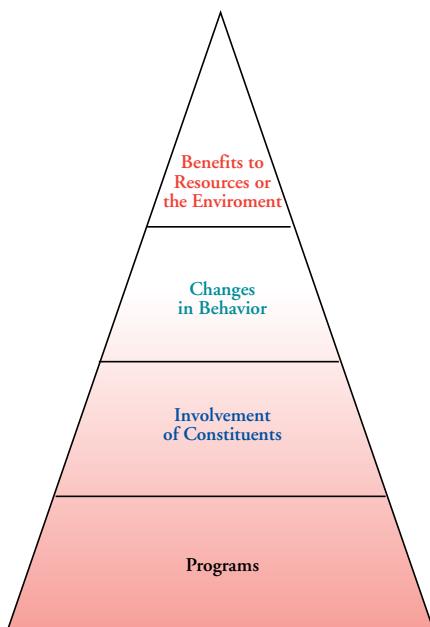 Benefits to
Resources or
the Enviroment
Changes
in Behavior
Involvement
of Constituents
Programs